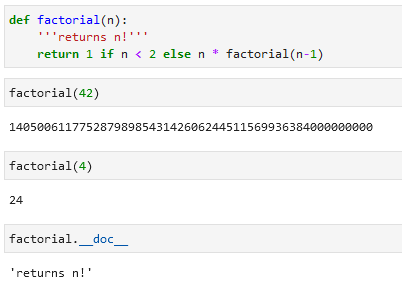 def factorial(n):
    '''returns n!'''
    return 1 if n < 2 else n * factorial(n-1)
factorial(42)
1405006117752879898543142606244511569936384000000000
factorial(4)
24
factorial.__doc__
'returns n!'